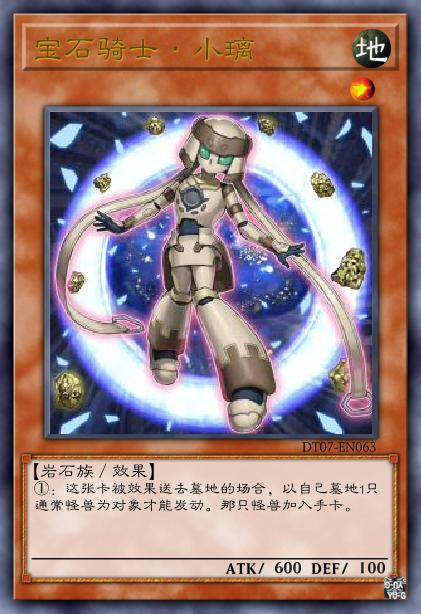 宝石骑士·小璃
地
DT07-EN063
【岩石族／效果】
①：这张卡被效果送去墓地的场合，以自己墓地1只
通常怪兽为对象才能发动。那只怪兽加入手卡。
ATK/ 600 DEF/ 100